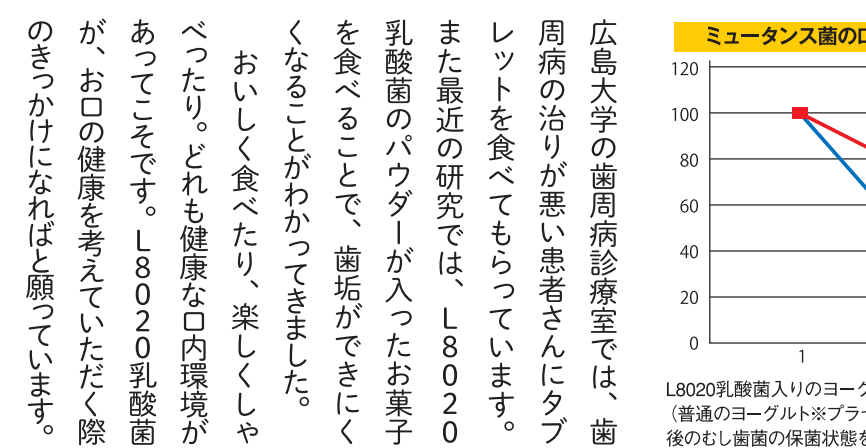 広島大学の歯周病診療室では、歯
周病の治りが悪い患者さんにタブ
レットを食べてもらっています。
また最近の研究では、L8020
乳酸菌のパウダーが入ったお菓子
を食べることで、歯垢ができにく
くなることがわかってきました。
おいしく食べたり、楽しくしゃ
べったり。どれも健康な口内環境が
あってこそです。L8020乳酸菌
が、お口の健康を考えていただく際
のきっかけになればと願っています。
ミュータンス菌の
120
100
80
60
40
20
0
1
L8020乳酸菌入りのヨーグ
（普通のヨーグルト※プラ
後のむし歯菌の保菌状態を